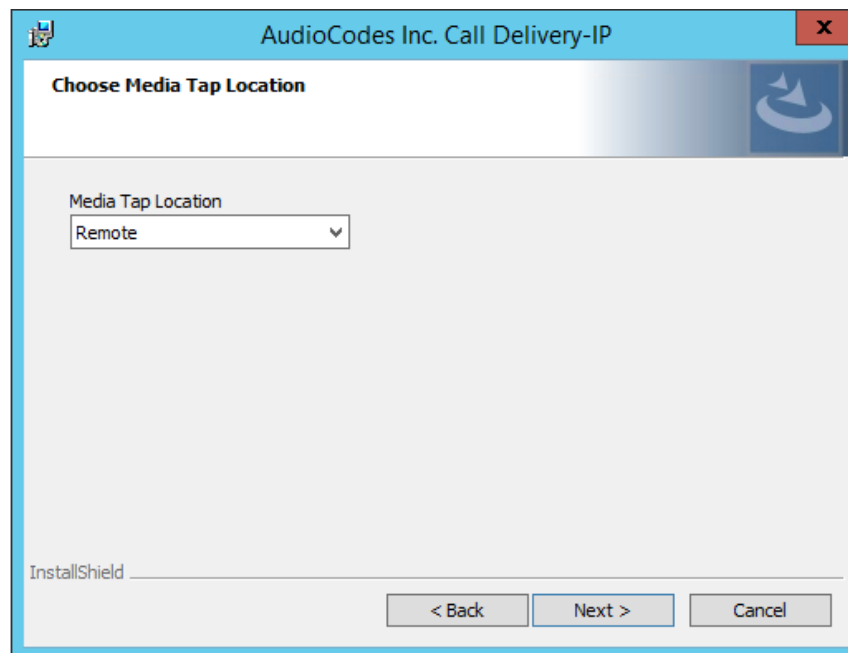 AudioCodes Inc. Call Delivery-IP
x
Choose Media Tap Location
Media Tap Location
Remote
InstallShield
< Back Next > Cancel